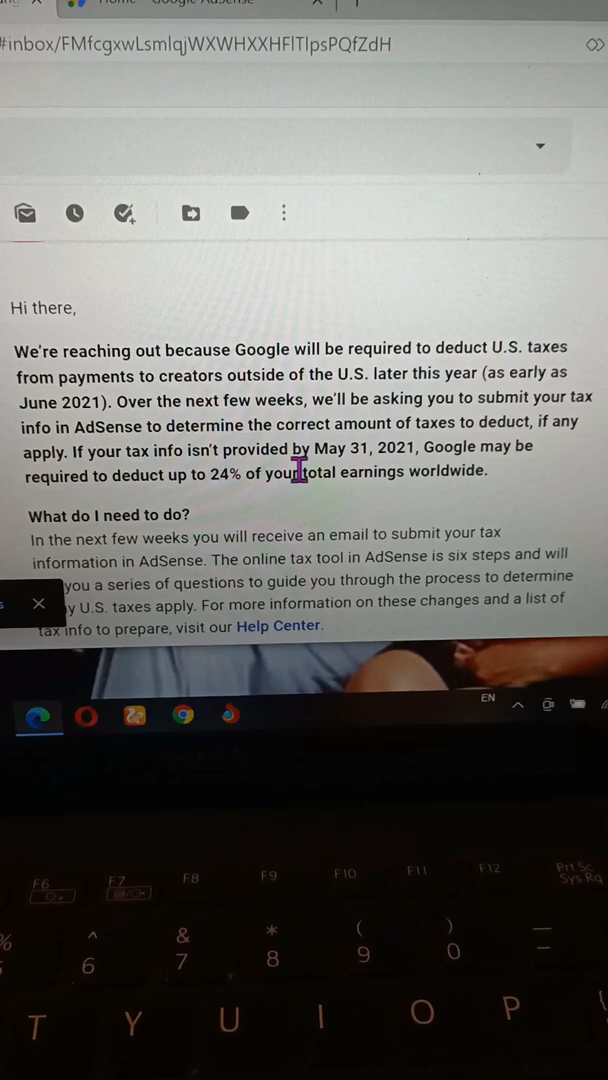 Home - Google AdSense
#inbox/FMfcgxwLsmlqjWXWHXXHFlTlpsPQfZdH
Hi there,
We're reaching out because Google will be required to deduct U.S. taxes
from payments to creators outside of the U.S. later this year (as early as
June 2021). Over the next few weeks, we'll be asking you to submit your tax
info in AdSense to determine the correct amount of taxes to deduct, if any
apply. If your tax info isn't provided by May 31, 2021, Google may be
required to deduct up to 24% of your total earnings worldwide.
What do I need to do?
In the next few weeks you will receive an email to submit your tax
information in AdSense. The online tax tool in AdSense is six steps and will
you a series of questions to guide you through the process to determine
y U.S. taxes apply. For more information on these changes and a list of
tax info to prepare, visit our Help Center.
EN
F6 F7 F8 F9 F10 F11 F12 Prt Sc
Sys Rq
% ^ & * ( )
6 7 8 9 0
T Y U I O P